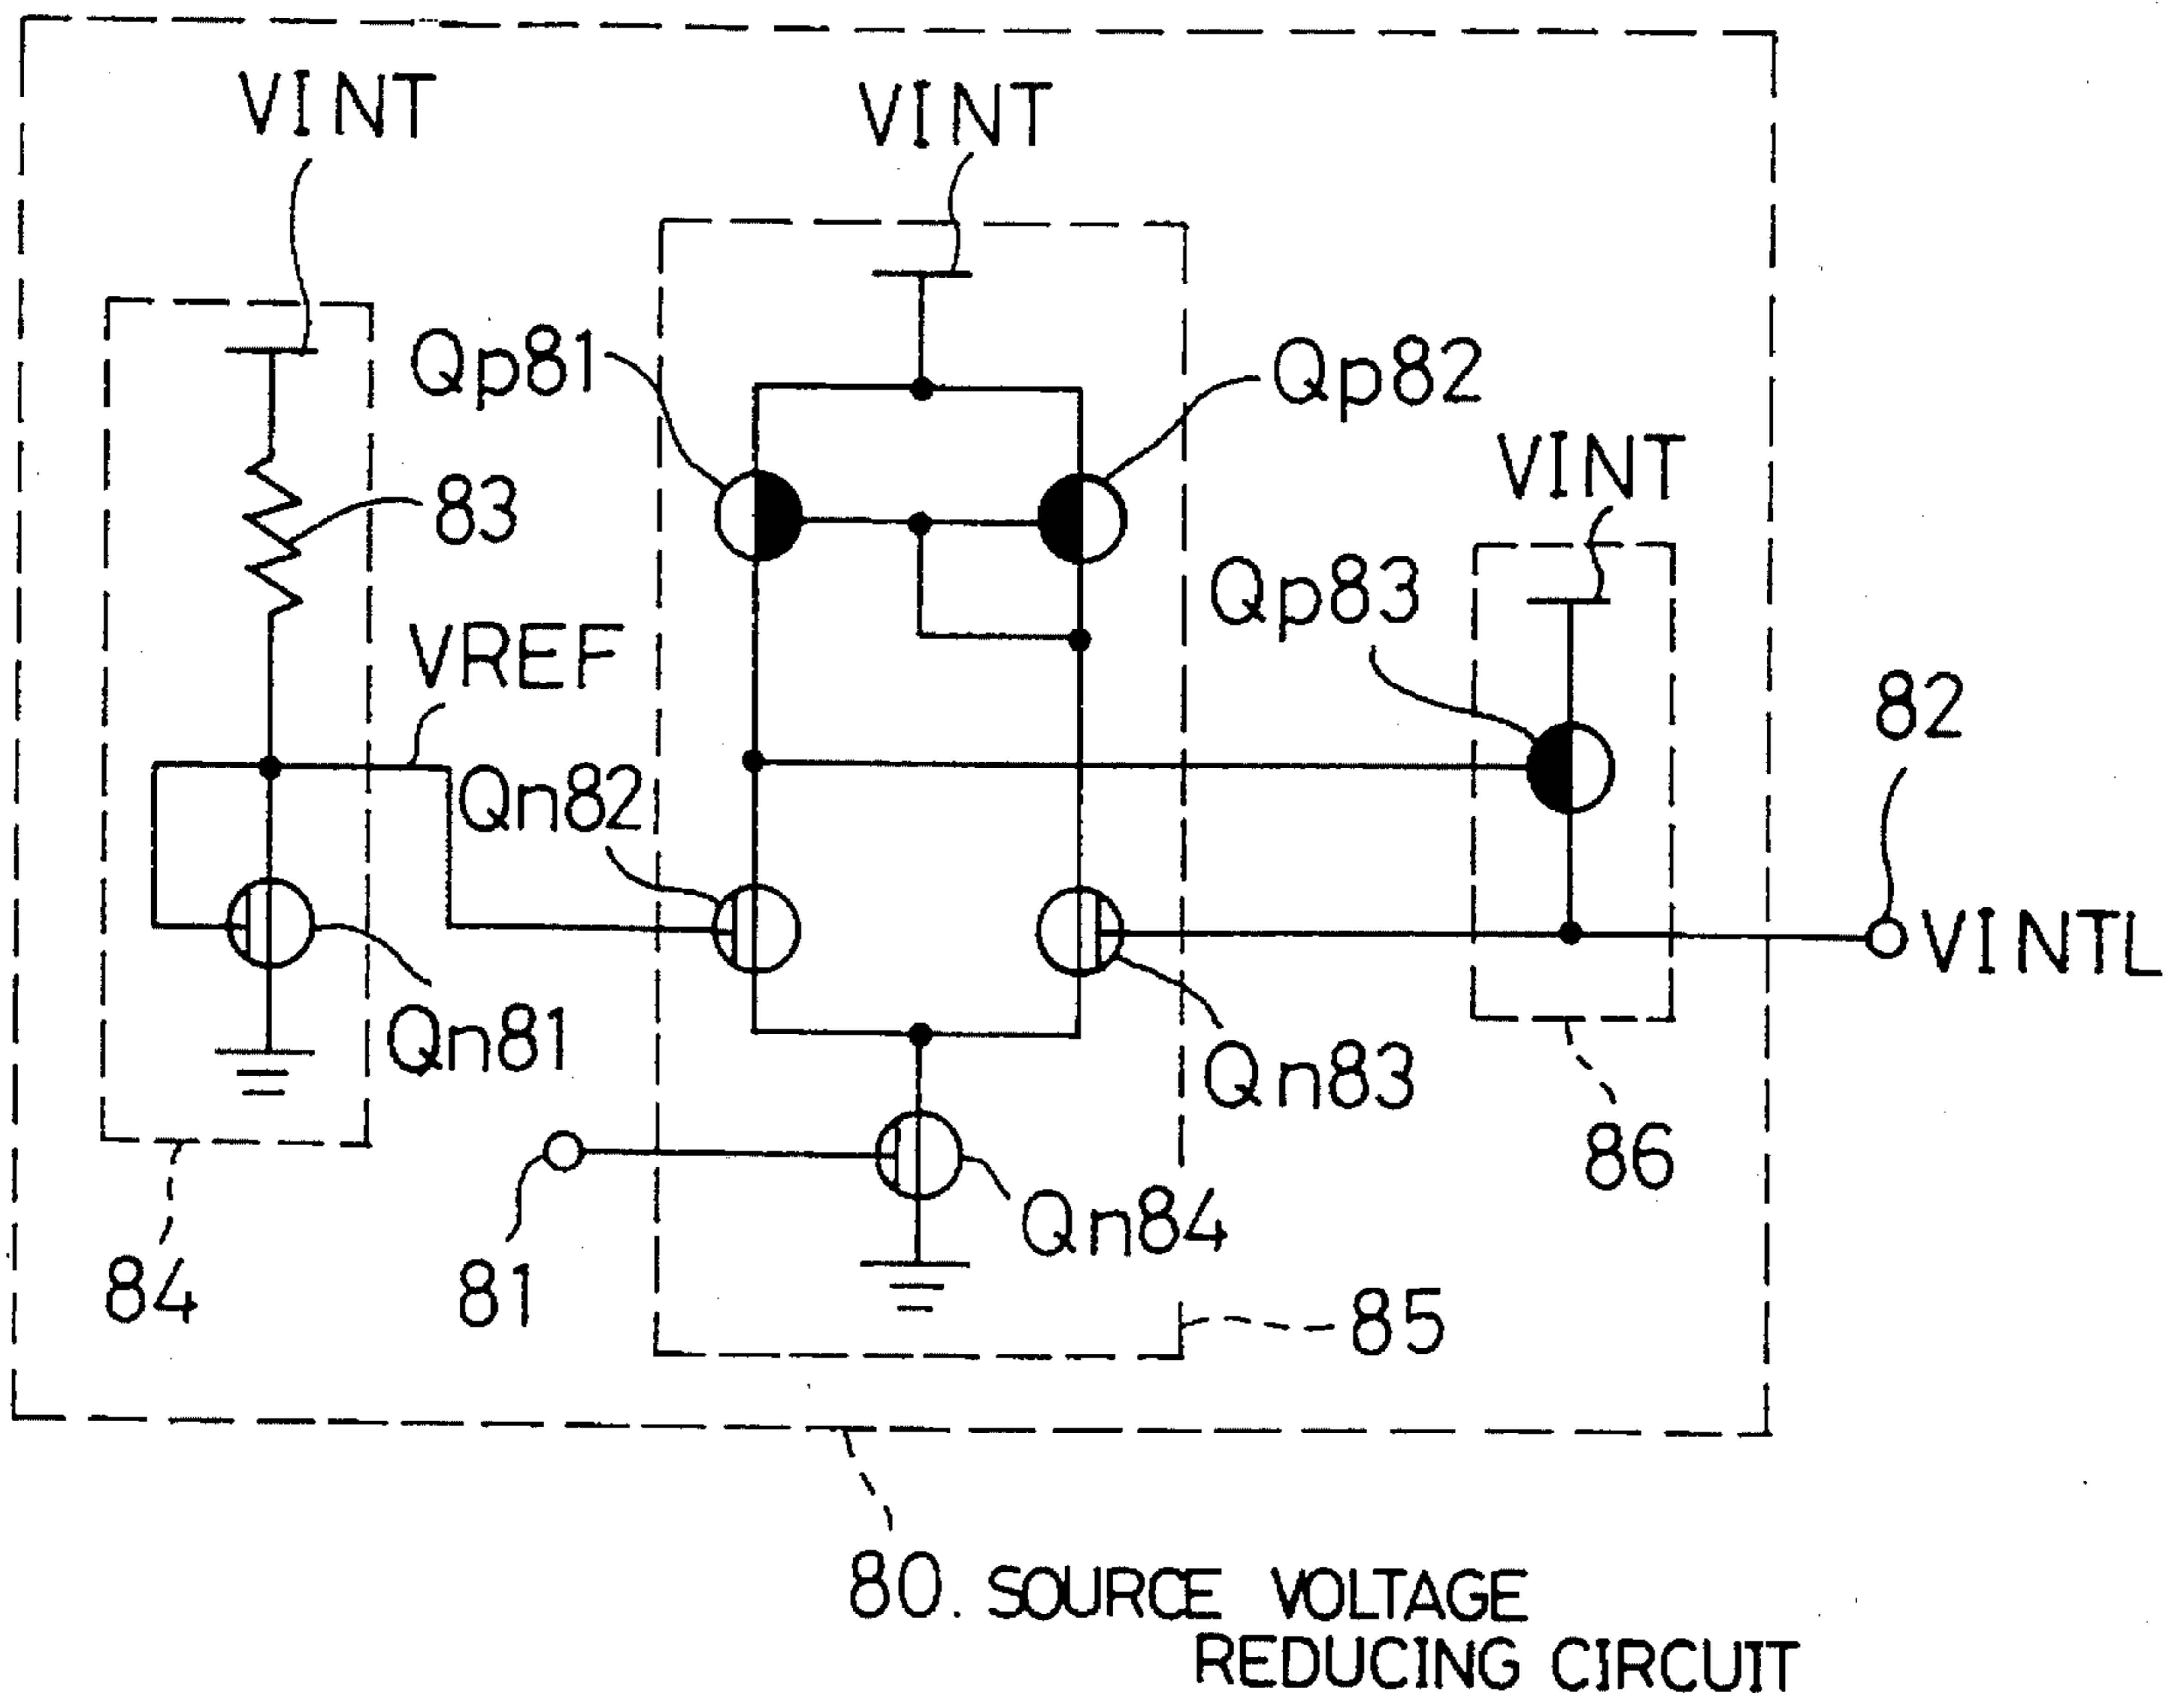 VINT
VINT
Qp81
Qp82
VINT
83
Qp83
VREF
82
Qn82
VINTL
Qn81
Qn83
86
Qn84
84
81
85
80. SOURCE VOLTAGE
REDUCING CIRCUIT